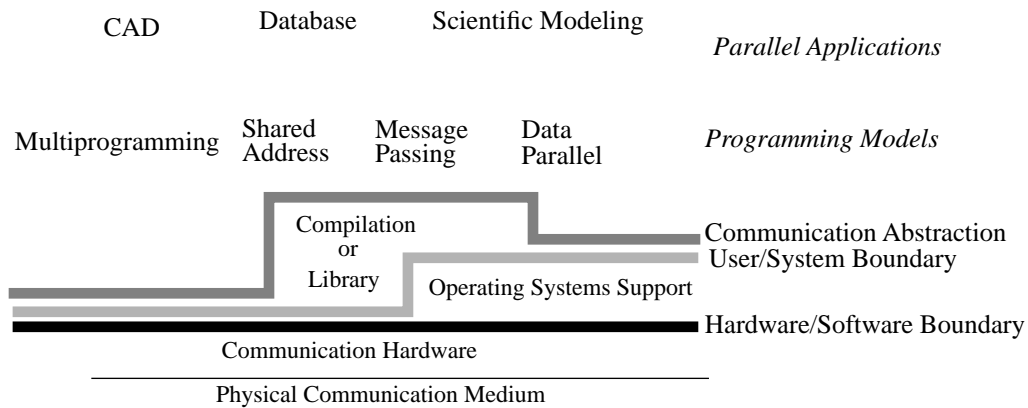 CAD
Database
Scientific Modeling
Parallel Applications
Multiprogramming
Shared
Address
Message
Passing
Data
Parallel
Programming Models
Compilation
or
Library
Communication Abstraction
User/System Boundary
Operating Systems Support
Hardware/Software Boundary
Communication Hardware
Physical Communication Medium